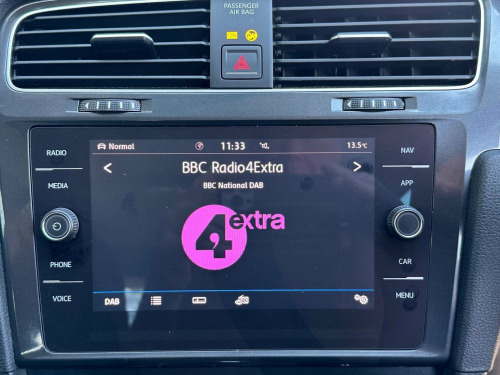 PASSENGER
AIR BAG
RADIO
MEDIA
PHONE
VOICE
Normal
11:33
13.5°C
BBC Radio4Extra
BBC National DAB
4 extra
DAB
NAV
APP
CAR
MENU